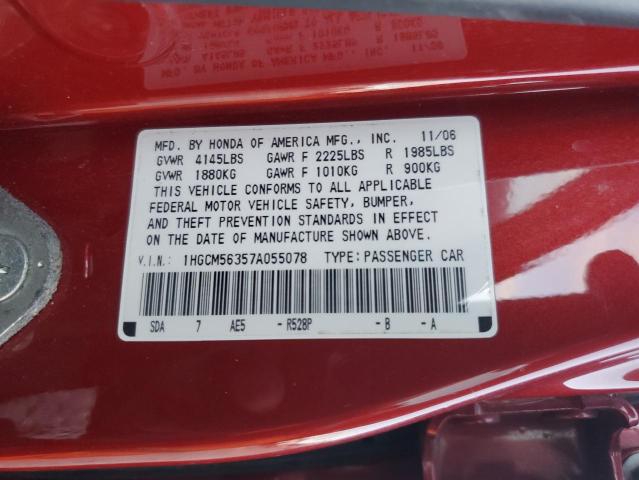 MFD. BY HONDA OF AMERICA MFG., INC. 11/06
GVWR 4145LBS GAWR F 2225LBS R 1985LBS
GVWR 1880KG GAWR F 1010KG R 900KG
THIS VEHICLE CONFORMS TO ALL APPLICABLE
FEDERAL MOTOR VEHICLE SAFETY, BUMPER,
AND THEFT PREVENTION STANDARDS IN EFFECT
ON THE DATE OF MANUFACTURE SHOWN ABOVE.
V.I.N.: 1HGCM56357A055078 TYPE: PASSENGER CAR
SDA 7 AE5 - R528P - B - A